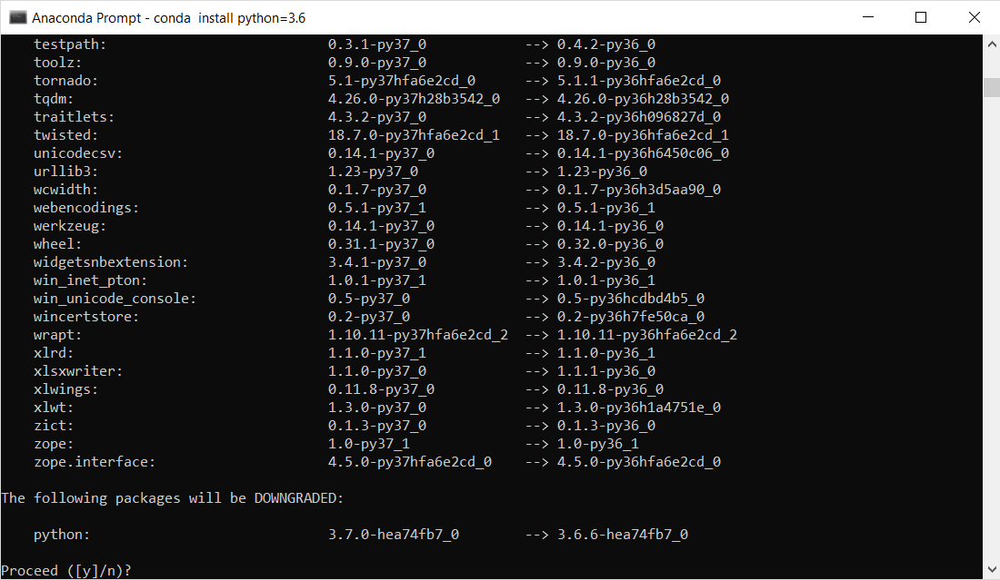 Anaconda Prompt - conda  install python=3.6
testpath: 0.3.1-py37_0 --> 0.4.2-py36_0
toolz: 0.9.0-py37_0 --> 0.9.0-py36_0
tornado: 5.1-py37hfa6e2cd_0 --> 5.1.1-py36hfa6e2cd_0
tqdm: 4.26.0-py37h28b3542_0 --> 4.26.0-py36h28b3542_0
traitlets: 4.3.2-py37_0 --> 4.3.2-py36h096827d_0
twisted: 18.7.0-py37hfa6e2cd_1 --> 18.7.0-py36hfa6e2cd_1
unicodecsv: 0.14.1-py37_0 --> 0.14.1-py36h6450c06_0
urllib3: 1.23-py37_0 --> 1.23-py36_0
wcwidth: 0.1.7-py37_0 --> 0.1.7-py36h3d5aa90_0
webencodings: 0.5.1-py37_1 --> 0.5.1-py36_1
werkzeug: 0.14.1-py37_0 --> 0.14.1-py36_0
wheel: 0.31.1-py37_0 --> 0.32.0-py36_0
widgetsnbextension: 3.4.1-py37_0 --> 3.4.2-py36_0
win_inet_pton: 1.0.1-py37_1 --> 1.0.1-py36_1
win_unicode_console: 0.5-py37_0 --> 0.5-py36hcdbd4b5_0
wincertstore: 0.2-py37_0 --> 0.2-py36h7fe50ca_0
wrapt: 1.10.11-py37hfa6e2cd_2 --> 1.10.11-py36hfa6e2cd_2
xlrd: 1.1.0-py37_1 --> 1.1.0-py36_1
xlsxwriter: 1.1.0-py37_0 --> 1.1.1-py36_0
xlwings: 0.11.8-py37_0 --> 0.11.8-py36_0
xlwt: 1.3.0-py37_0 --> 1.3.0-py36h1a4751e_0
zict: 0.1.3-py37_0 --> 0.1.3-py36_0
zope: 1.0-py37_1 --> 1.0-py36_1
zope.interface: 4.5.0-py37hfa6e2cd_0 --> 4.5.0-py36hfa6e2cd_0
The following packages will be DOWNGRADED:
python: 3.7.0-hea74fb7_0 --> 3.6.6-hea74fb7_0
Proceed ([y]/n)?